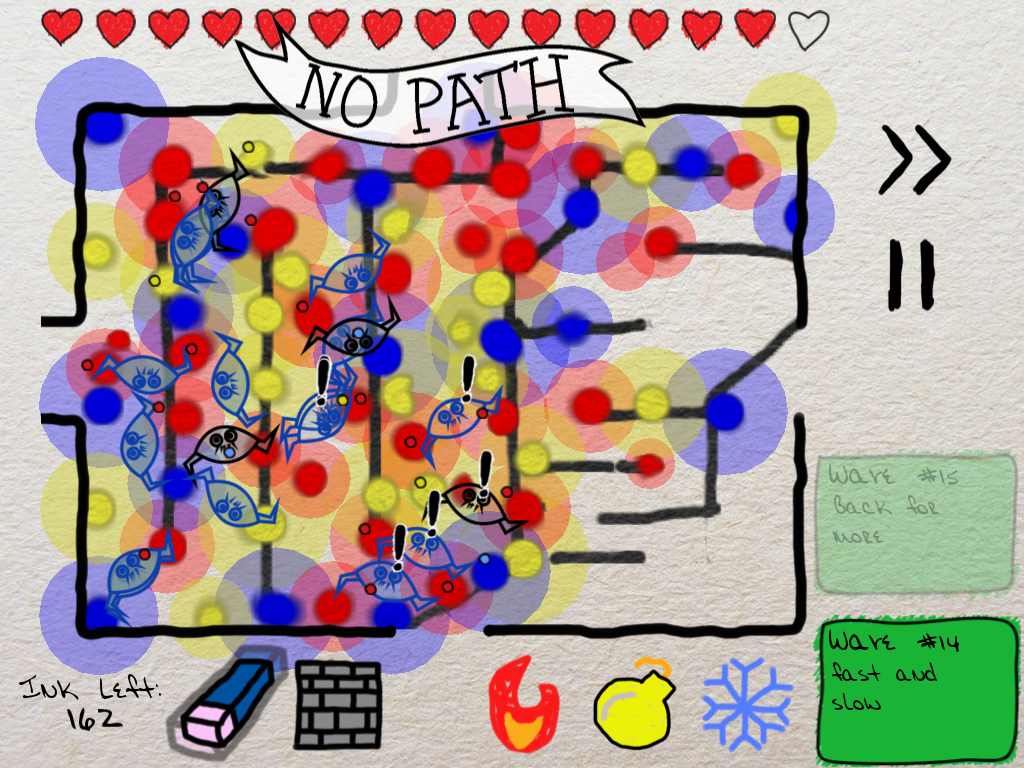 NO PATH
Wave #15
Back for
more
Wave #14
fast and
slow
Ink Left:
162